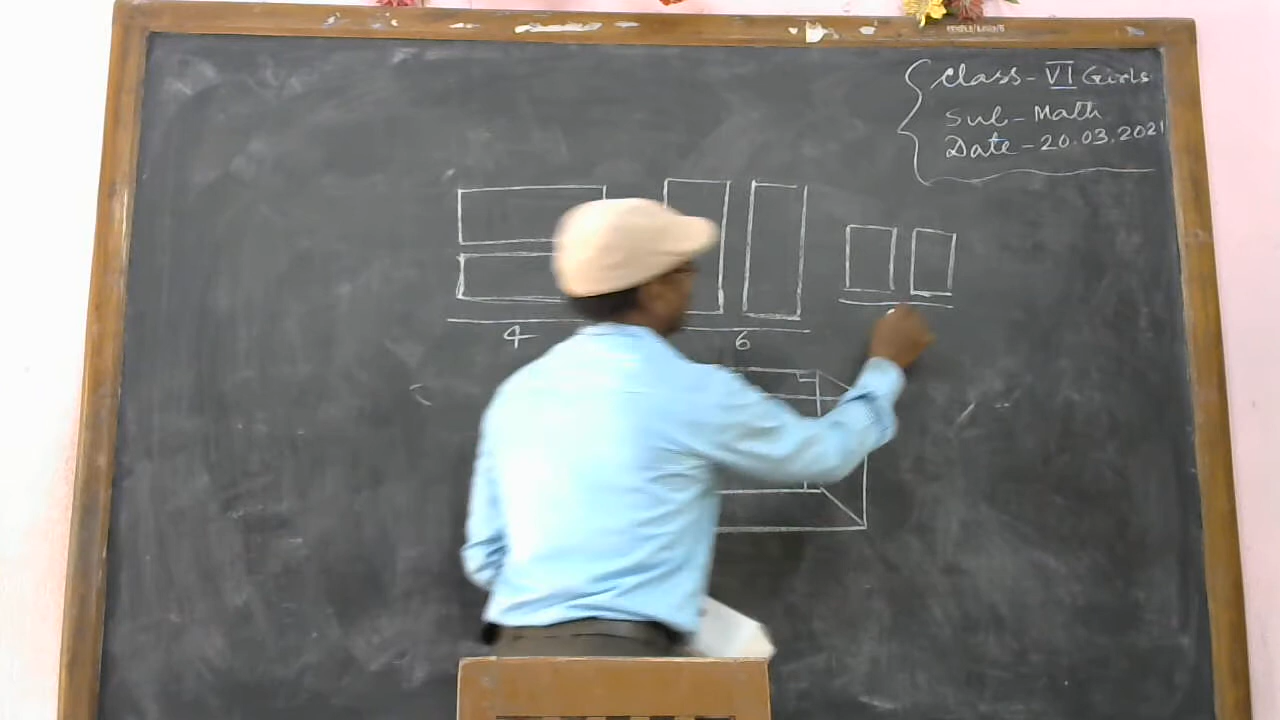 Class - VI Girls
Sub - Math
Date - 20.03.2021
4
6